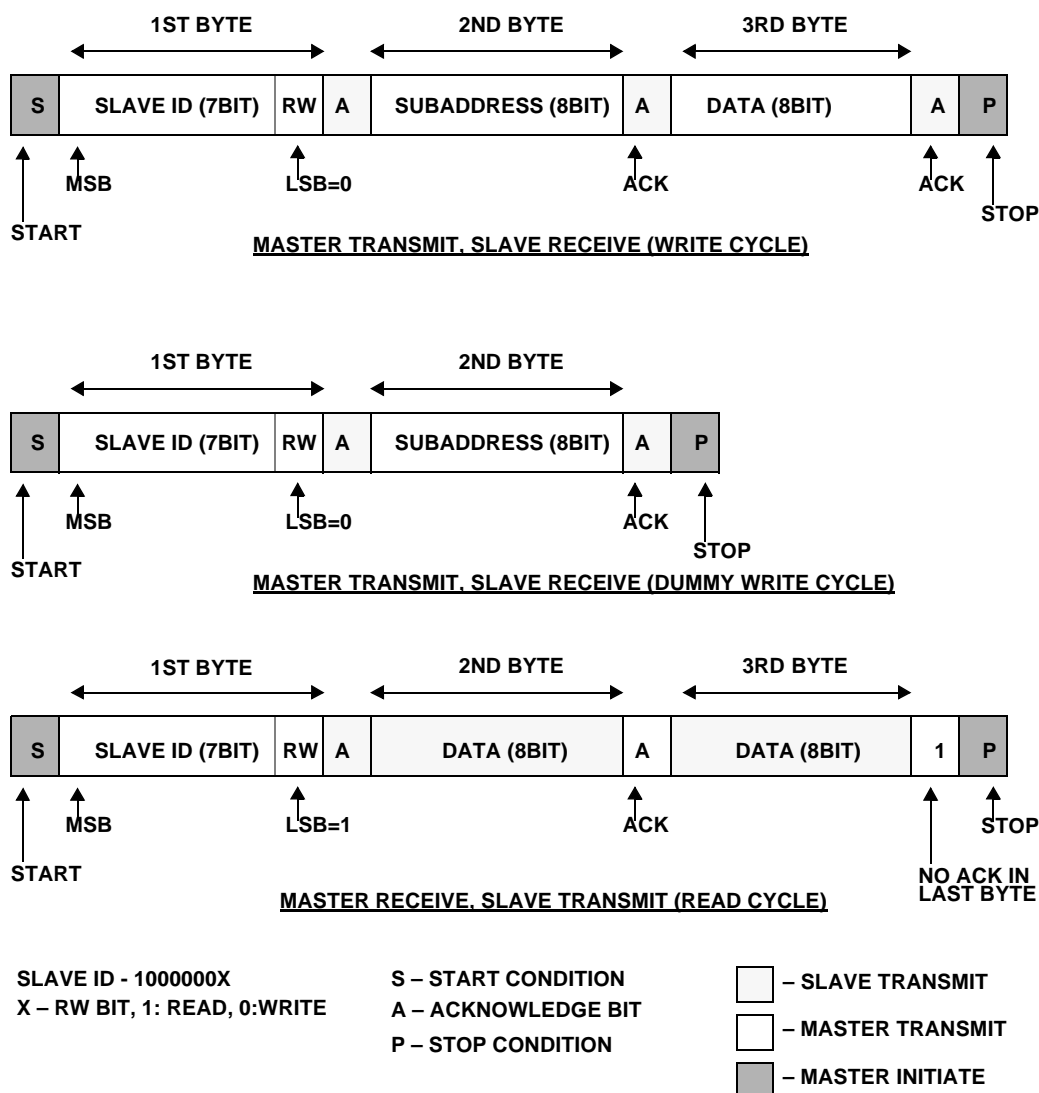 1ST BYTE 2ND BYTE 3RD BYTE
S SLAVE ID (7BIT) RW A SUBADDRESS (8BIT) A DATA (8BIT) A P
MSB LSB=0 ACK ACK
START STOP
MASTER TRANSMIT, SLAVE RECEIVE (WRITE CYCLE)
1ST BYTE 2ND BYTE
S SLAVE ID (7BIT) RW A SUBADDRESS (8BIT) A P
MSB LSB=0 ACK
STOP
START
MASTER TRANSMIT, SLAVE RECEIVE (DUMMY WRITE CYCLE)
1ST BYTE 2ND BYTE 3RD BYTE
S SLAVE ID (7BIT) RW A DATA (8BIT) A DATA (8BIT) 1 P
MSB LSB=1 ACK STOP
START NO ACK IN
LAST BYTE
MASTER RECEIVE, SLAVE TRANSMIT (READ CYCLE)
SLAVE ID - 1000000X S – START CONDITION – SLAVE TRANSMIT
X – RW BIT, 1: READ, 0:WRITE A – ACKNOWLEDGE BIT – MASTER TRANSMIT
P – STOP CONDITION – MASTER INITIATE